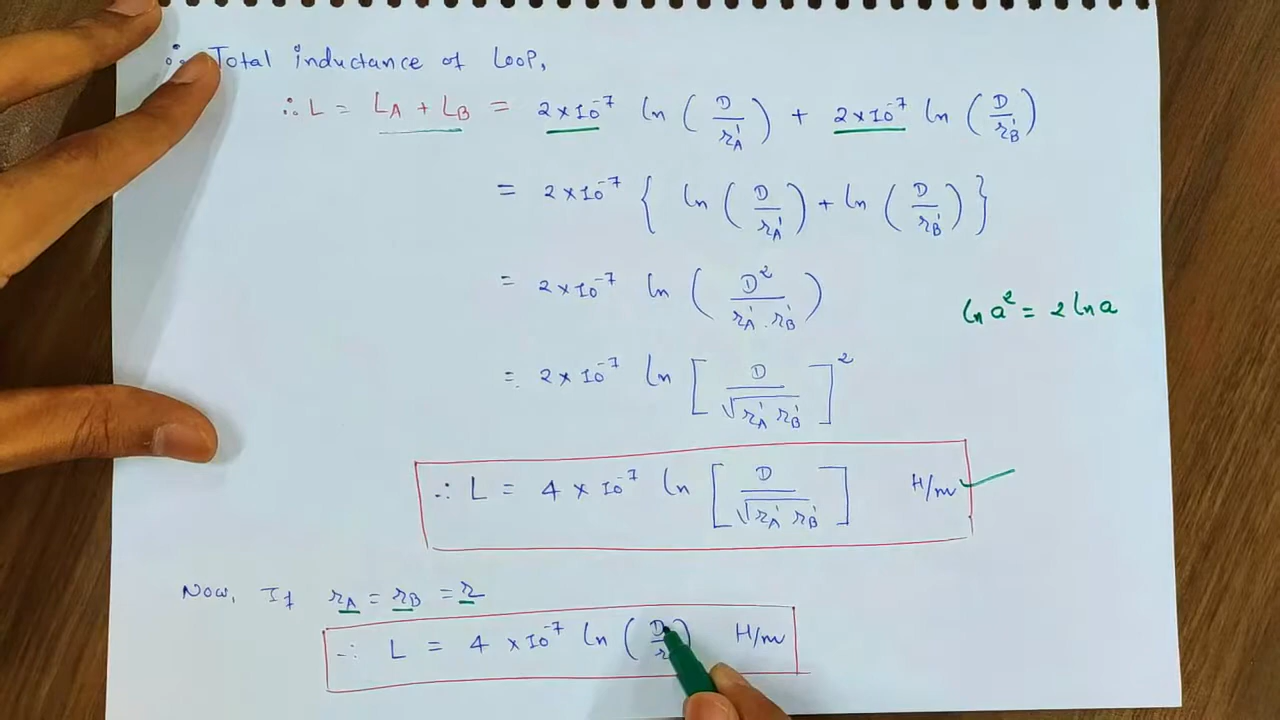 ∴ Total inductance of Loop,
∴ L = L_A + L_B = 2×10⁻⁷ ln (D/r'_A) + 2×10⁻⁷ ln (D/r'_B)
= 2×10⁻⁷ { ln (D/r'_A) + ln (D/r'_B) }
= 2×10⁻⁷ ln (D²/(r'_A . r'_B))
ln a² = 2 ln a
= 2×10⁻⁷ ln [D/√(r'_A r'_B)]²
∴ L = 4×10⁻⁷ ln [D/√(r'_A r'_B)] H/m
Now, If r_A = r_B = r
∴ L = 4×10⁻⁷ ln (D/r) H/m